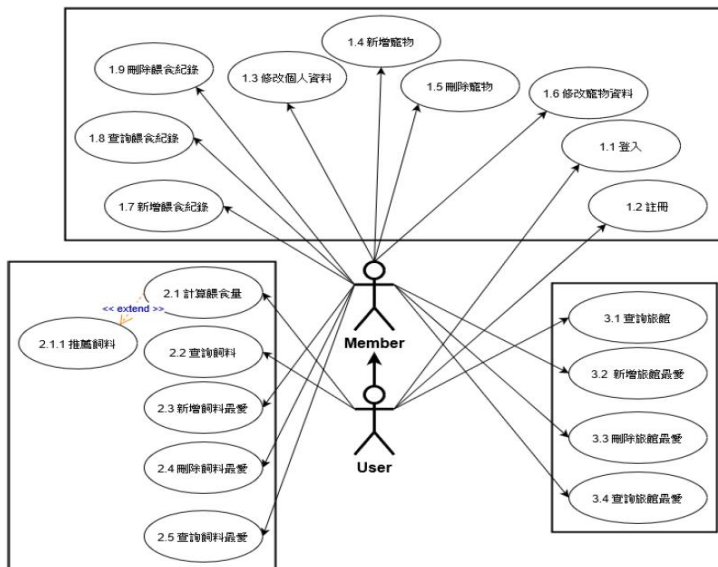 1.4 新增寵物
1.9 刪除餵食紀錄
1.3 修改個人資料
1.5 刪除寵物
1.6 修改寵物資料
1.8 查詢餵食紀錄
1.1 登入
1.7 新增餵食紀錄
1.2 註冊
2.1 計算餵食量
<< extend >>
2.1.1 推薦飼料
2.2 查詢飼料
2.3 新增飼料最愛
2.4 刪除飼料最愛
2.5 查詢飼料最愛
Member
User
3.1 查詢旅館
3.2 新增旅館最愛
3.3 刪除旅館最愛
3.4 查詢旅館最愛